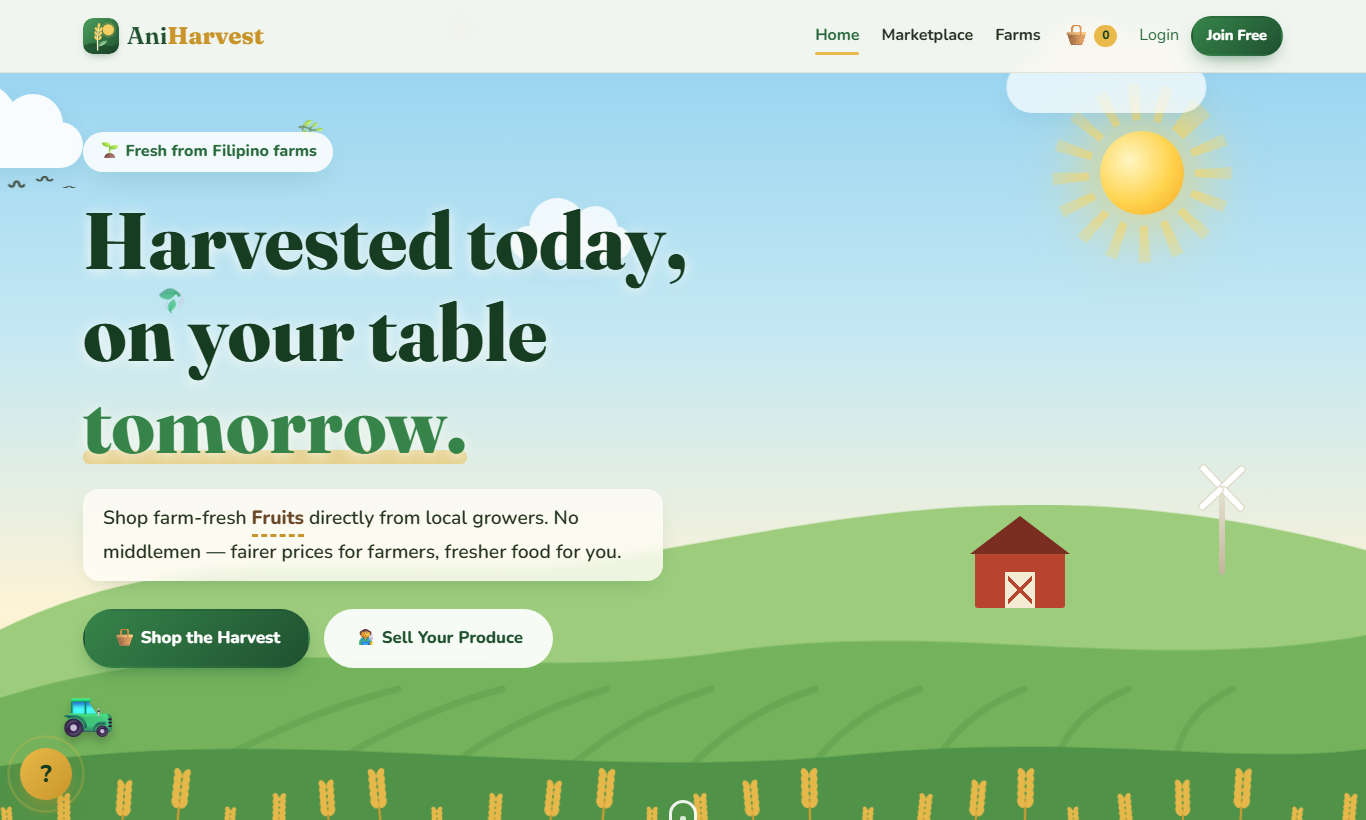 AniHarvest
Home Marketplace Farms 0 Login Join Free
Fresh from Filipino farms
Harvested today,
on your table
tomorrow.
Shop farm-fresh Fruits directly from local growers. No
middlemen — fairer prices for farmers, fresher food for you.
Shop the Harvest Sell Your Produce
?